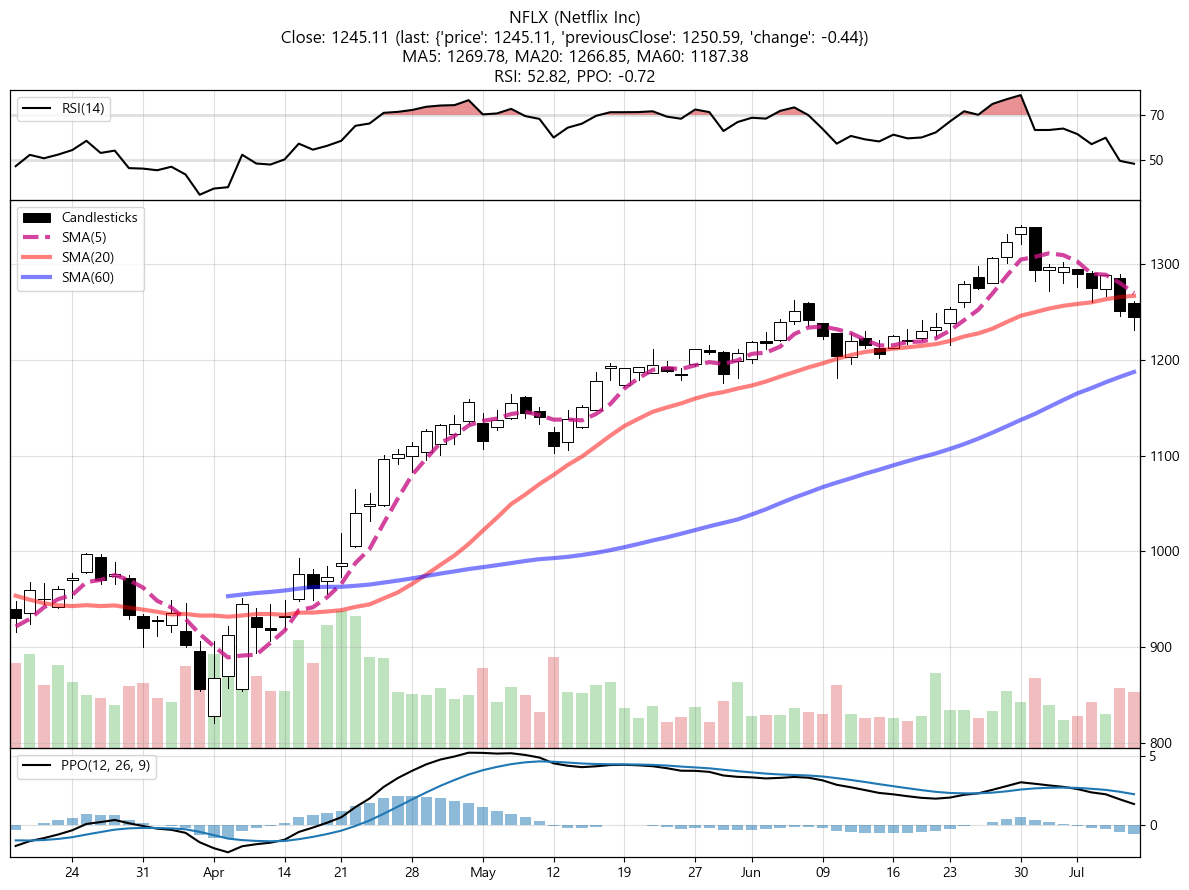 NFLX (Netflix Inc)
Close: 1245.11 (last: {'price': 1245.11, 'previousClose': 1250.59, 'change': -0.44})
MA5: 1269.78, MA20: 1266.85, MA60: 1187.38
RSI: 52.82, PPO: -0.72
RSI(14)
70
50
Candlesticks
SMA(5)
SMA(20)
SMA(60)
1300
1200
1100
1000
900
800
PPO(12, 26, 9)
5
0
24 31 Apr 14 21 28 May 12 19 27 Jun 09 16 23 30 Jul